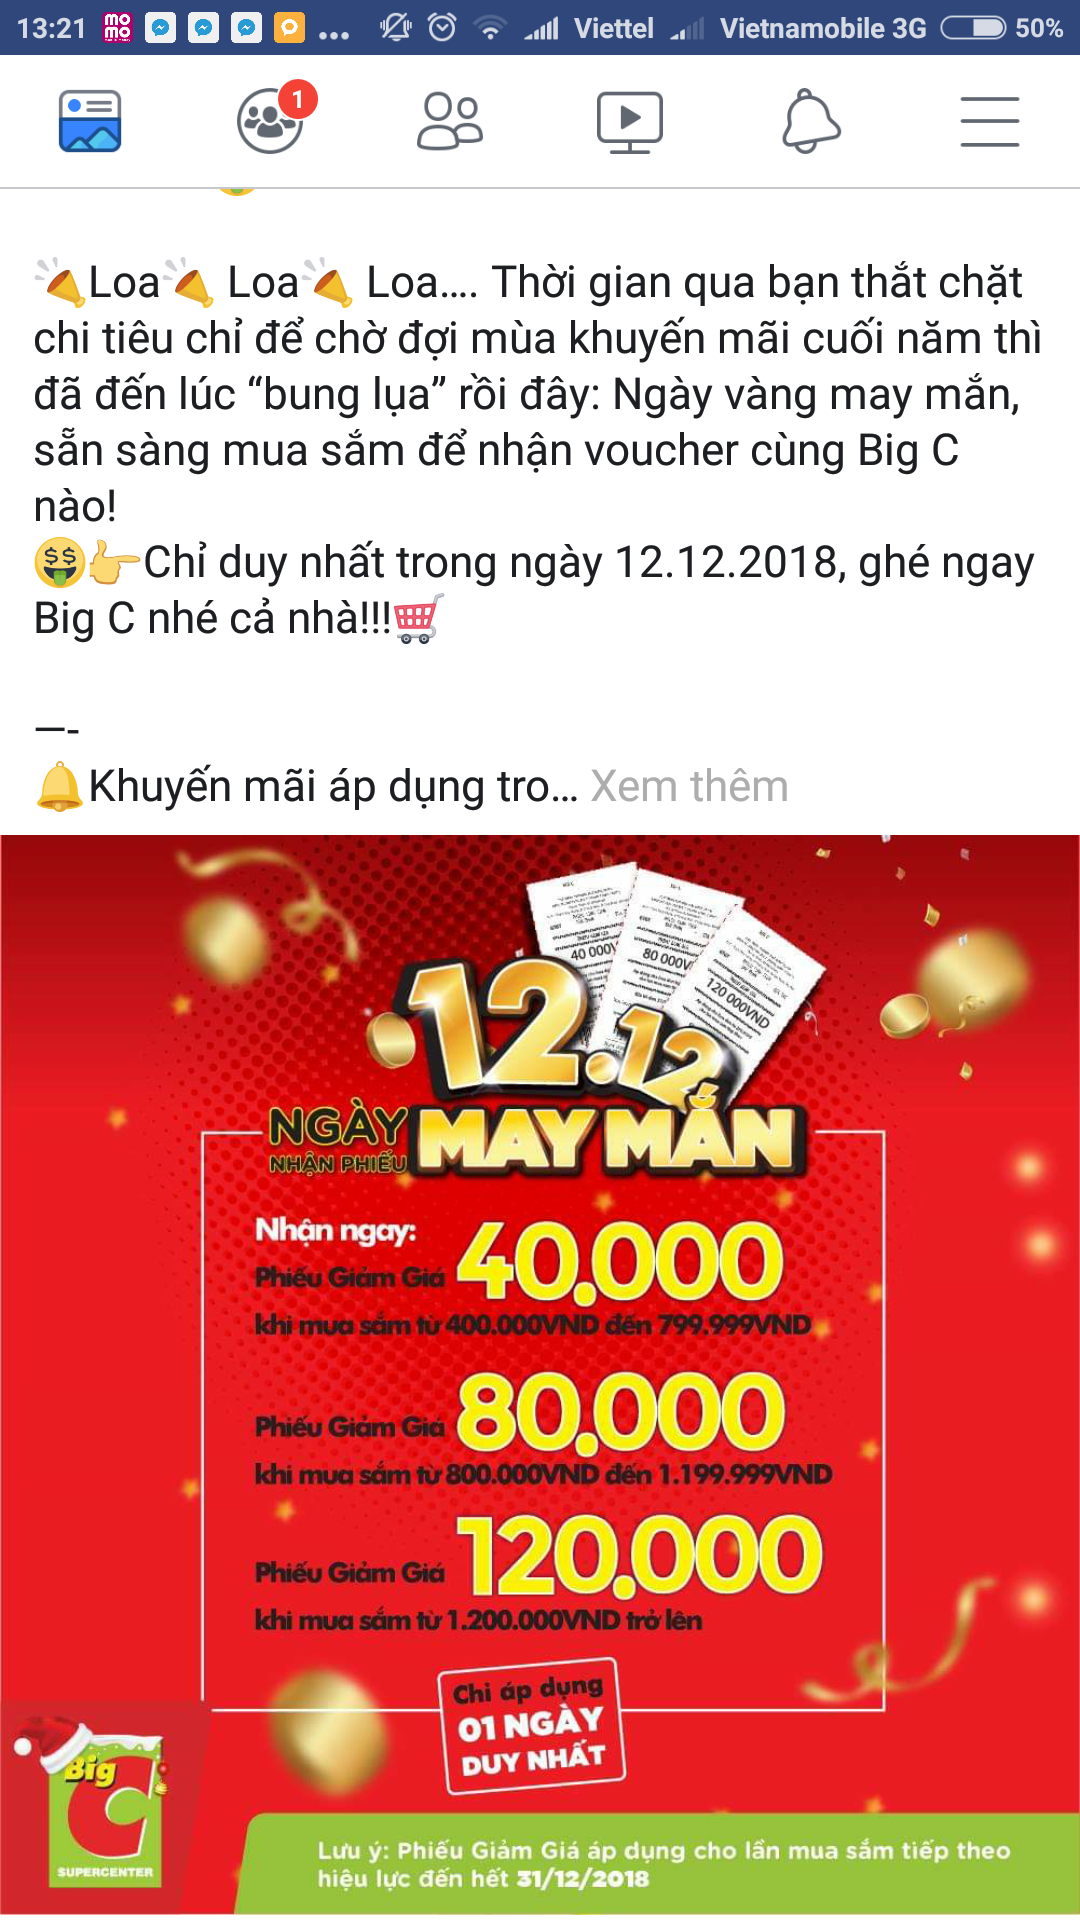 13:21 mo mo ... Viettel Vietnamobile 3G 50%
1
Loa Loa Loa.... Thời gian qua bạn thắt chặt
chi tiêu chỉ để chờ đợi mùa khuyến mãi cuối năm thì
đã đến lúc “bung lụa” rồi đây: Ngày vàng may mắn,
sẵn sàng mua sắm để nhận voucher cùng Big C
nào!
Chỉ duy nhất trong ngày 12.12.2018, ghé ngay
Big C nhé cả nhà!!!
—-
Khuyến mãi áp dụng tro... Xem thêm
40 000V
80 000V
120 000VND
12.12
NGÀY
NHẬN PHIẾU
MAY MẮN
Nhận ngay:
Phiếu Giảm Giá 40.000
khi mua sắm từ 400.000VND đến 799.999VND
Phiếu Giảm Giá 80.000
khi mua sắm từ 800.000VND đến 1.199.999VND
Phiếu Giảm Giá 120.000
khi mua sắm từ 1.200.000VND trở lên
Chỉ áp dụng
01 NGÀY
DUY NHẤT
Big C
SUPERCENTER
Lưu ý: Phiếu Giảm Giá áp dụng cho lần mua sắm tiếp theo
hiệu lực đến hết 31/12/2018